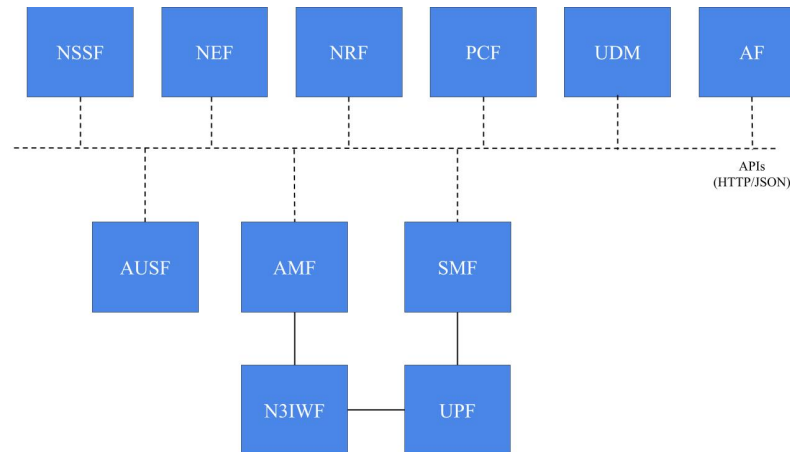 NSSF
NEF
NRF
PCF
UDM
AF
APIs
(HTTP/JSON)
AUSF
AMF
SMF
N3IWF
UPF